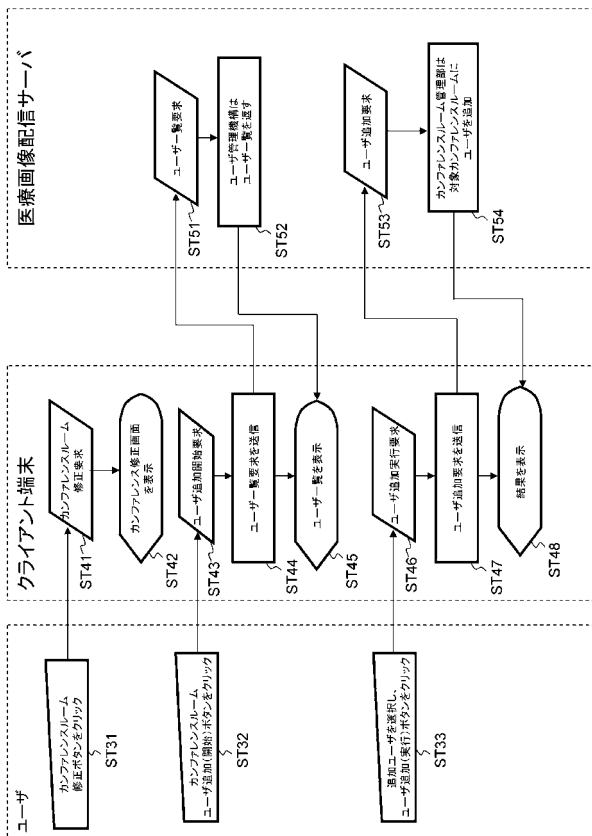 ユーザ
カンファレンスルーム
修正ボタンをクリック
ST31
カンファレンスルーム
ユーザ追加(開始)ボタンをクリック
ST32
追加ユーザを選択し、
ユーザ追加(実行)ボタンをクリック
ST33
クライアント端末
カンファレンスルーム
修正要求
ST41
カンファレンス修正画面
を表示
ST42
ユーザ追加開始要求
ST43
ユーザ一覧要求を送信
ST44
ユーザ一覧を表示
ST45
ユーザ追加実行要求
ST46
ユーザ追加要求を送信
ST47
結果を表示
ST48
医療画像配信サーバ
ユーザ一覧要求
ST51
ユーザ管理機構は
ユーザ一覧を返す
ST52
ユーザ追加要求
ST53
カンファレンスルーム管理部は
対象カンファレンスルームに
ユーザを追加
ST54